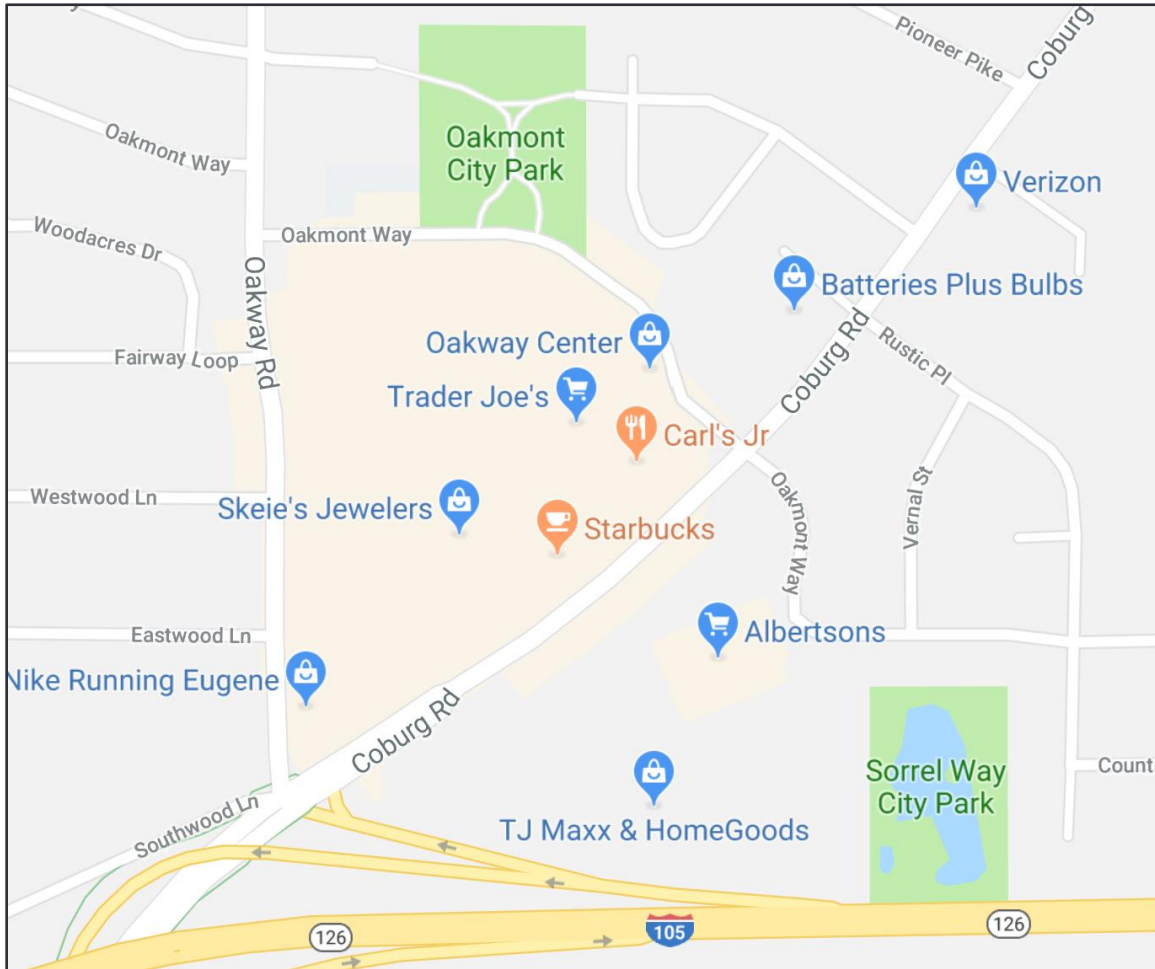 Pioneer Pike
Coburg
Oakmont Way
Oakmont
City Park
Verizon
Woodacres Dr
Oakmont Way
Oakway Rd
Batteries Plus Bulbs
Fairway Loop
Oakway Center
Coburg Rd
Rustic Pl
Trader Joe's
Carl's Jr
Westwood Ln
Skeie's Jewelers
Starbucks
Oakmont Way
Vernal St
Eastwood Ln
Albertsons
Nike Running Eugene
Coburg Rd
Sorrel Way
City Park
Count
Southwood Ln
TJ Maxx & HomeGoods
126
105
126